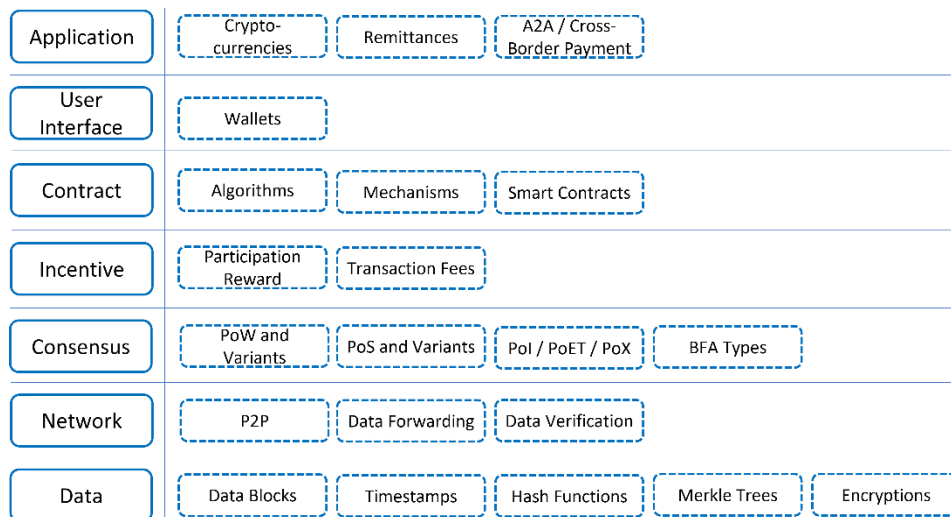 Application
Crypto-
currencies
Remittances
A2A / Cross-
Border Payment
User
Interface
Wallets
Contract
Algorithms
Mechanisms
Smart Contracts
Incentive
Participation
Reward
Transaction Fees
Consensus
PoW and
Variants
PoS and Variants
PoI / PoET / PoX
BFA Types
Network
P2P
Data Forwarding
Data Verification
Data
Data Blocks
Timestamps
Hash Functions
Merkle Trees
Encryptions